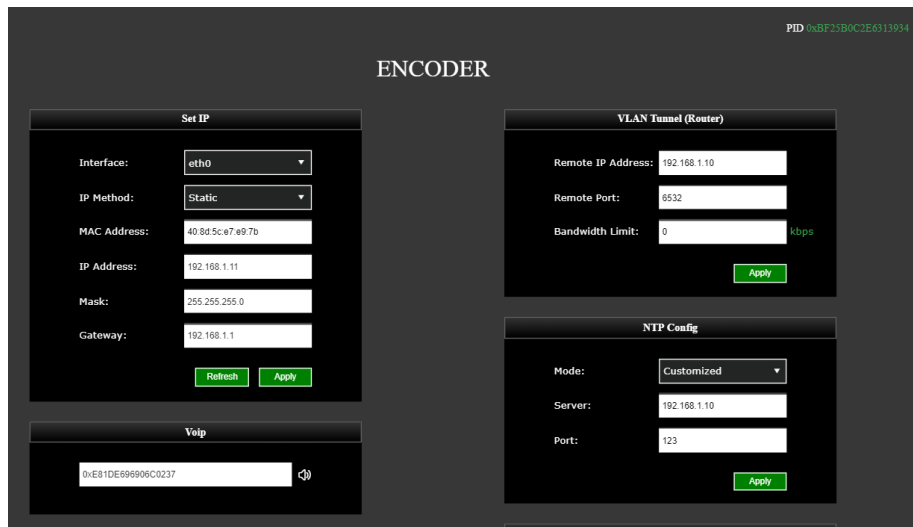 PID 0xBF25B0C2E6313934
ENCODER
Set IP
Interface: eth0
IP Method: Static
MAC Address: 40:8d:5c:e7:e9:7b
IP Address: 192.168.1.11
Mask: 255.255.255.0
Gateway: 192.168.1.1
Refresh Apply
Voip
0xE81DE696906C0237
VLAN Tunnel (Router)
Remote IP Address: 192.168.1.10
Remote Port: 6532
Bandwidth Limit: 0 kbps
Apply
NTP Config
Mode: Customized
Server: 192.168.1.10
Port: 123
Apply